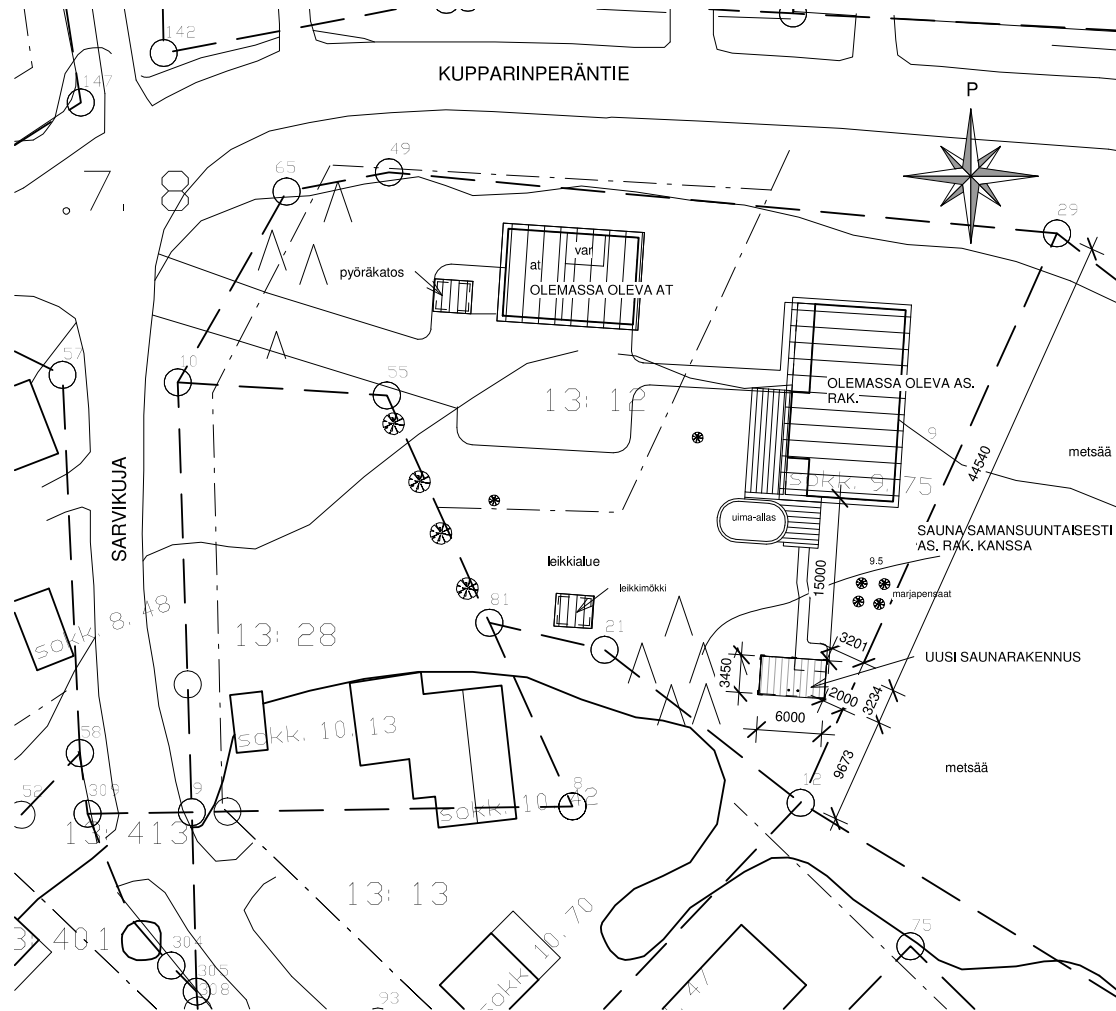 142
KUPPARINPERÄNTIE
147
P
49
65
7
8
29
var
at
pyöräkatos
OLEMASSA OLEVA AT
57
10
55
13: 12
OLEMASSA OLEVA AS.
RAK.
9
metsää
44540
sokk. 9.75
uima-allas
SAUNA SAMANSUUNTAISESTI
AS. RAK. KANSSA
SARVIKUJA
leikkialue
9.5
15000
leikkimökki
marjapensaat
sokk. 8.48
81
13: 28
21
3201
UUSI SAUNARAKENNUS
3450
2000
3234
6000
sokk. 10.13
58
metsää
9673
52
309
9
8
12
sokk. 10.42
13: 413
13: 13
3: 401
304
75
sokk. 10.70
305
308
47
93